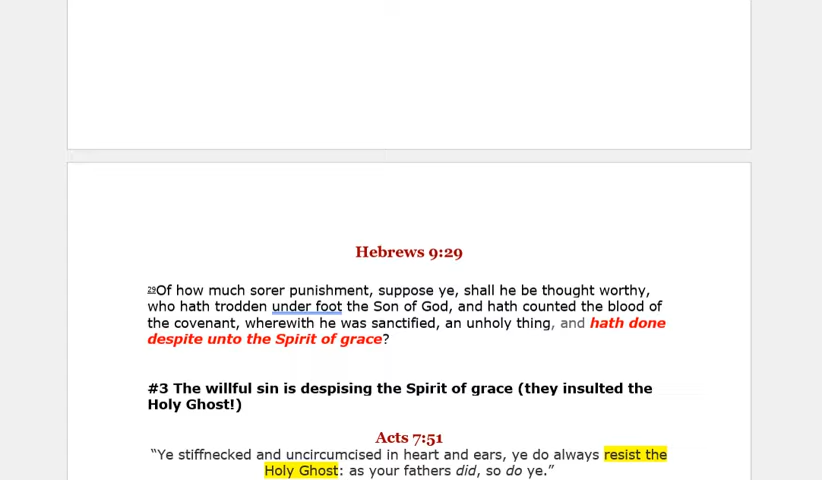 Hebrews 9:29
29Of how much sorer punishment, suppose ye, shall he be thought worthy,
who hath trodden under foot the Son of God, and hath counted the blood of
the covenant, wherewith he was sanctified, an unholy thing, and hath done
despite unto the Spirit of grace?
#3 The willful sin is despising the Spirit of grace (they insulted the
Holy Ghost!)
Acts 7:51
“Ye stiffnecked and uncircumcised in heart and ears, ye do always resist the
Holy Ghost: as your fathers did, so do ye.”